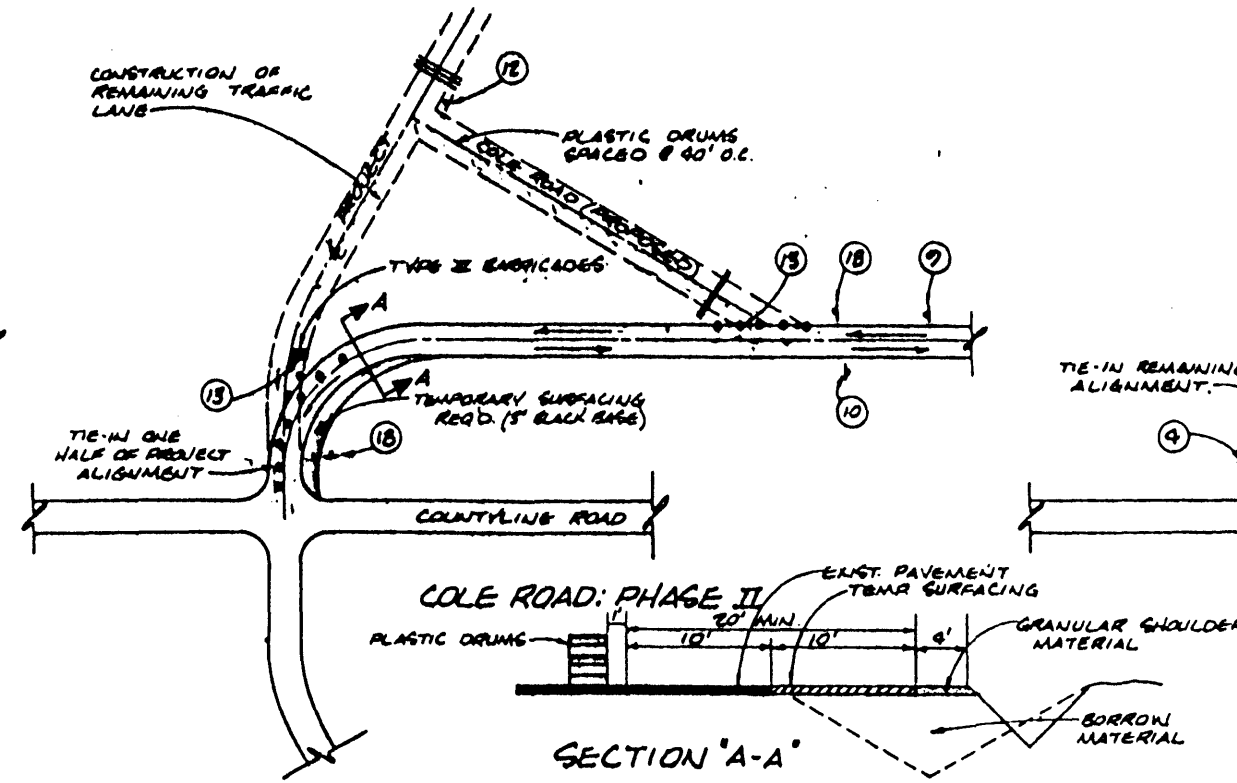 12
CONSTRUCTION OF
REMAINING TRAFFIC
LANE
PLASTIC DRUMS
SPACED @ 40' O.C.
PROJECT
COLE ROAD (PROPOSED)
13
18
9
TYPE III BARRICADES
A
A
13
TEMPORARY SURFACING
REQ'D. (5" BLACK BASE)
10
TIE-IN REMAINING
ALIGNMENT.
TIE-IN ONE
HALF OF PROJECT
ALIGNMENT
18
4
COUNTYLINE ROAD
COLE ROAD: PHASE II
EXIST. PAVEMENT
TEMP. SURFACING
1'
20' MIN.
PLASTIC DRUMS
10'
10'
4'
GRANULAR SHOULDER
MATERIAL
BORROW
MATERIAL
SECTION "A-A"